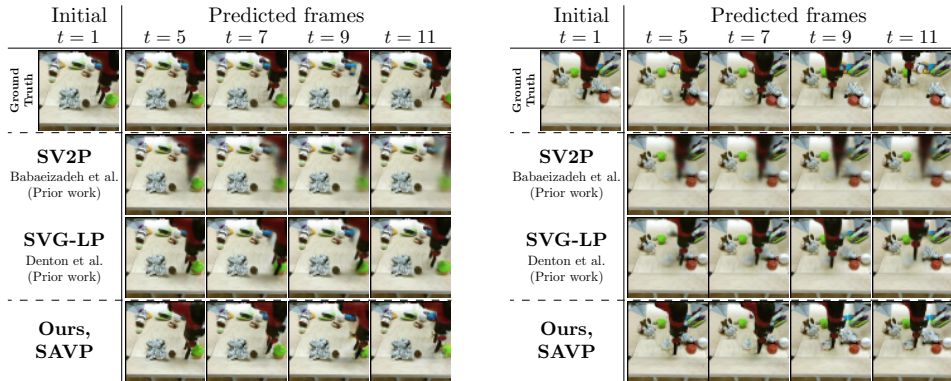 Initial Predicted frames
t = 1 t = 5 t = 7 t = 9 t = 11
Ground
Truth
SV2P
Babaeizadeh et al.
(Prior work)
SVG-LP
Denton et al.
(Prior work)
Ours,
SAVP
Initial Predicted frames
t = 1 t = 5 t = 7 t = 9 t = 11
Ground
Truth
SV2P
Babaeizadeh et al.
(Prior work)
SVG-LP
Denton et al.
(Prior work)
Ours,
SAVP